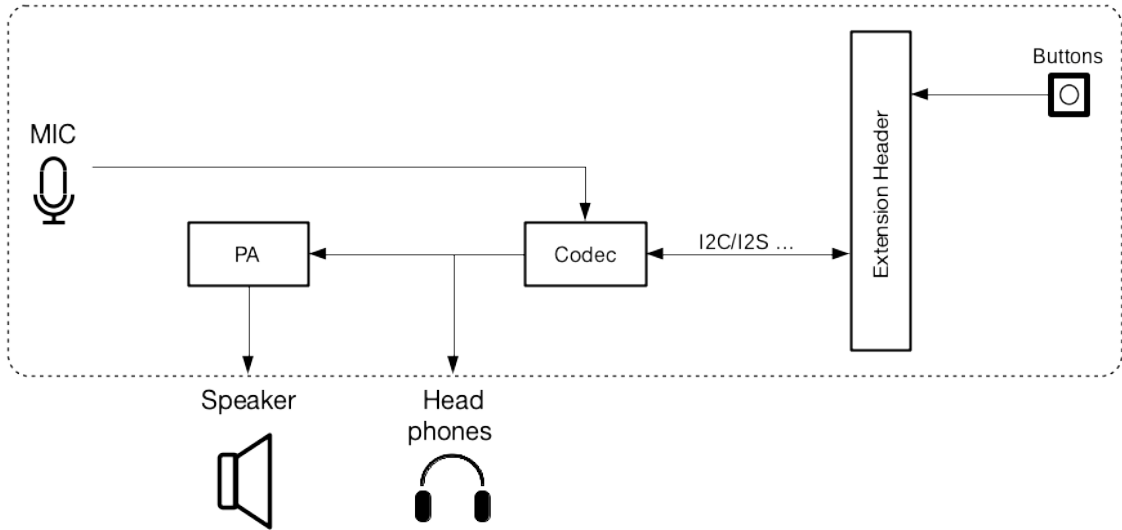 Buttons
MIC
Extension Header
PA
Codec
I2C/I2S ...
Speaker
Head
phones